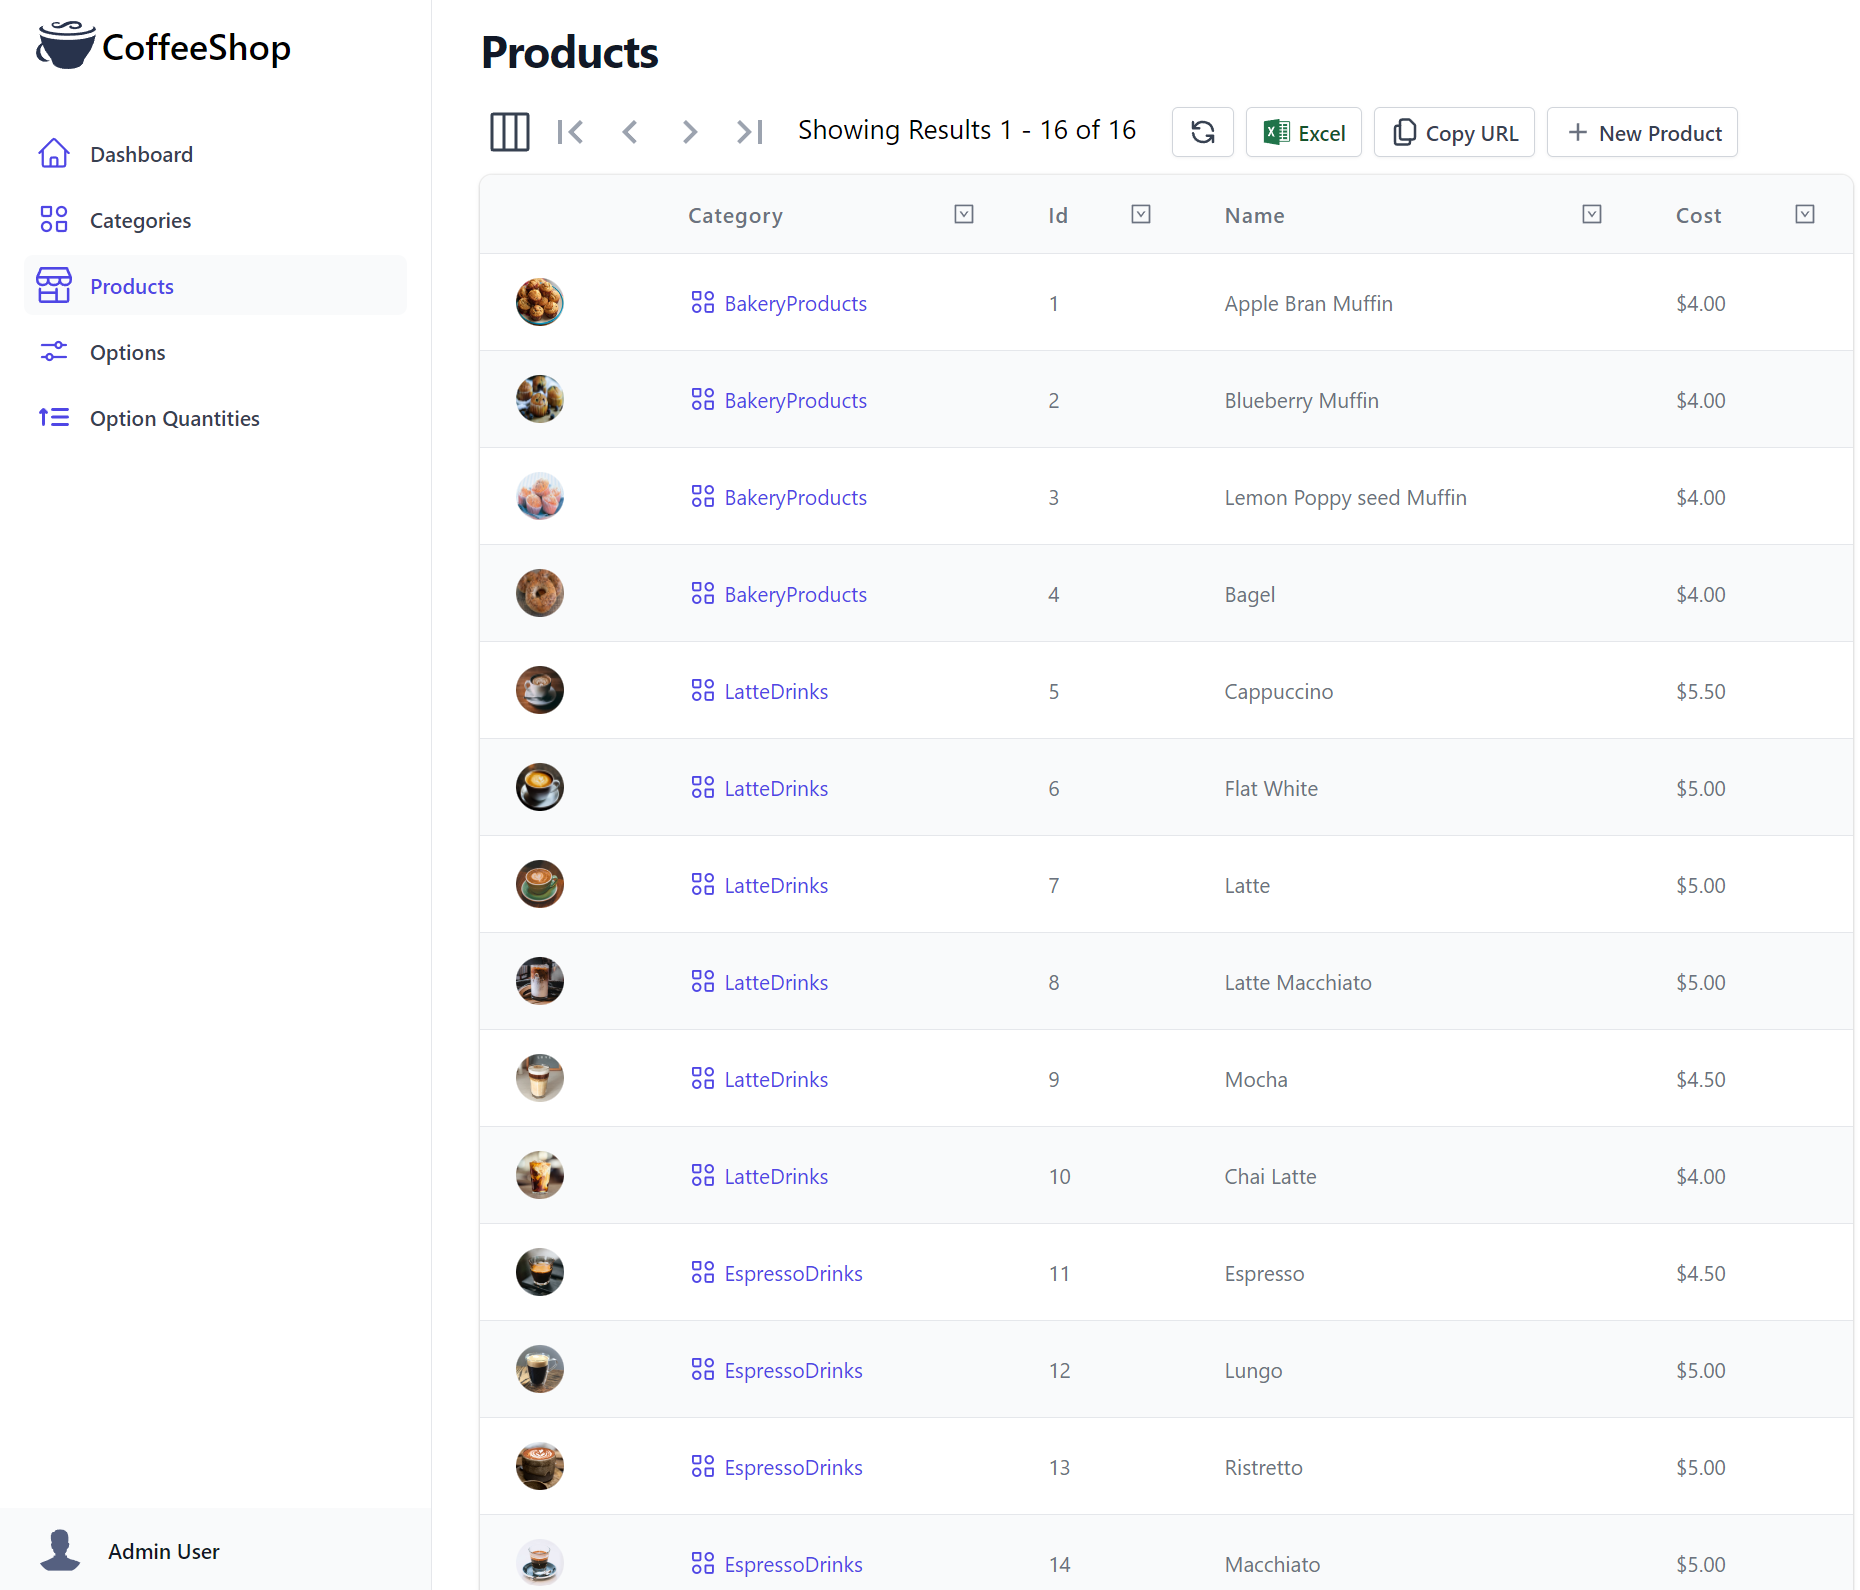 CoffeeShop
Dashboard
Categories
Products
Options
Option Quantities
Admin User
Products
Showing Results 1 - 16 of 16
Excel
Copy URL
New Product
Category Id Name Cost
BakeryProducts 1 Apple Bran Muffin $4.00
BakeryProducts 2 Blueberry Muffin $4.00
BakeryProducts 3 Lemon Poppy seed Muffin $4.00
BakeryProducts 4 Bagel $4.00
LatteDrinks 5 Cappuccino $5.50
LatteDrinks 6 Flat White $5.00
LatteDrinks 7 Latte $5.00
LatteDrinks 8 Latte Macchiato $5.00
LatteDrinks 9 Mocha $4.50
LatteDrinks 10 Chai Latte $4.00
EspressoDrinks 11 Espresso $4.50
EspressoDrinks 12 Lungo $5.00
EspressoDrinks 13 Ristretto $5.00
EspressoDrinks 14 Macchiato $5.00